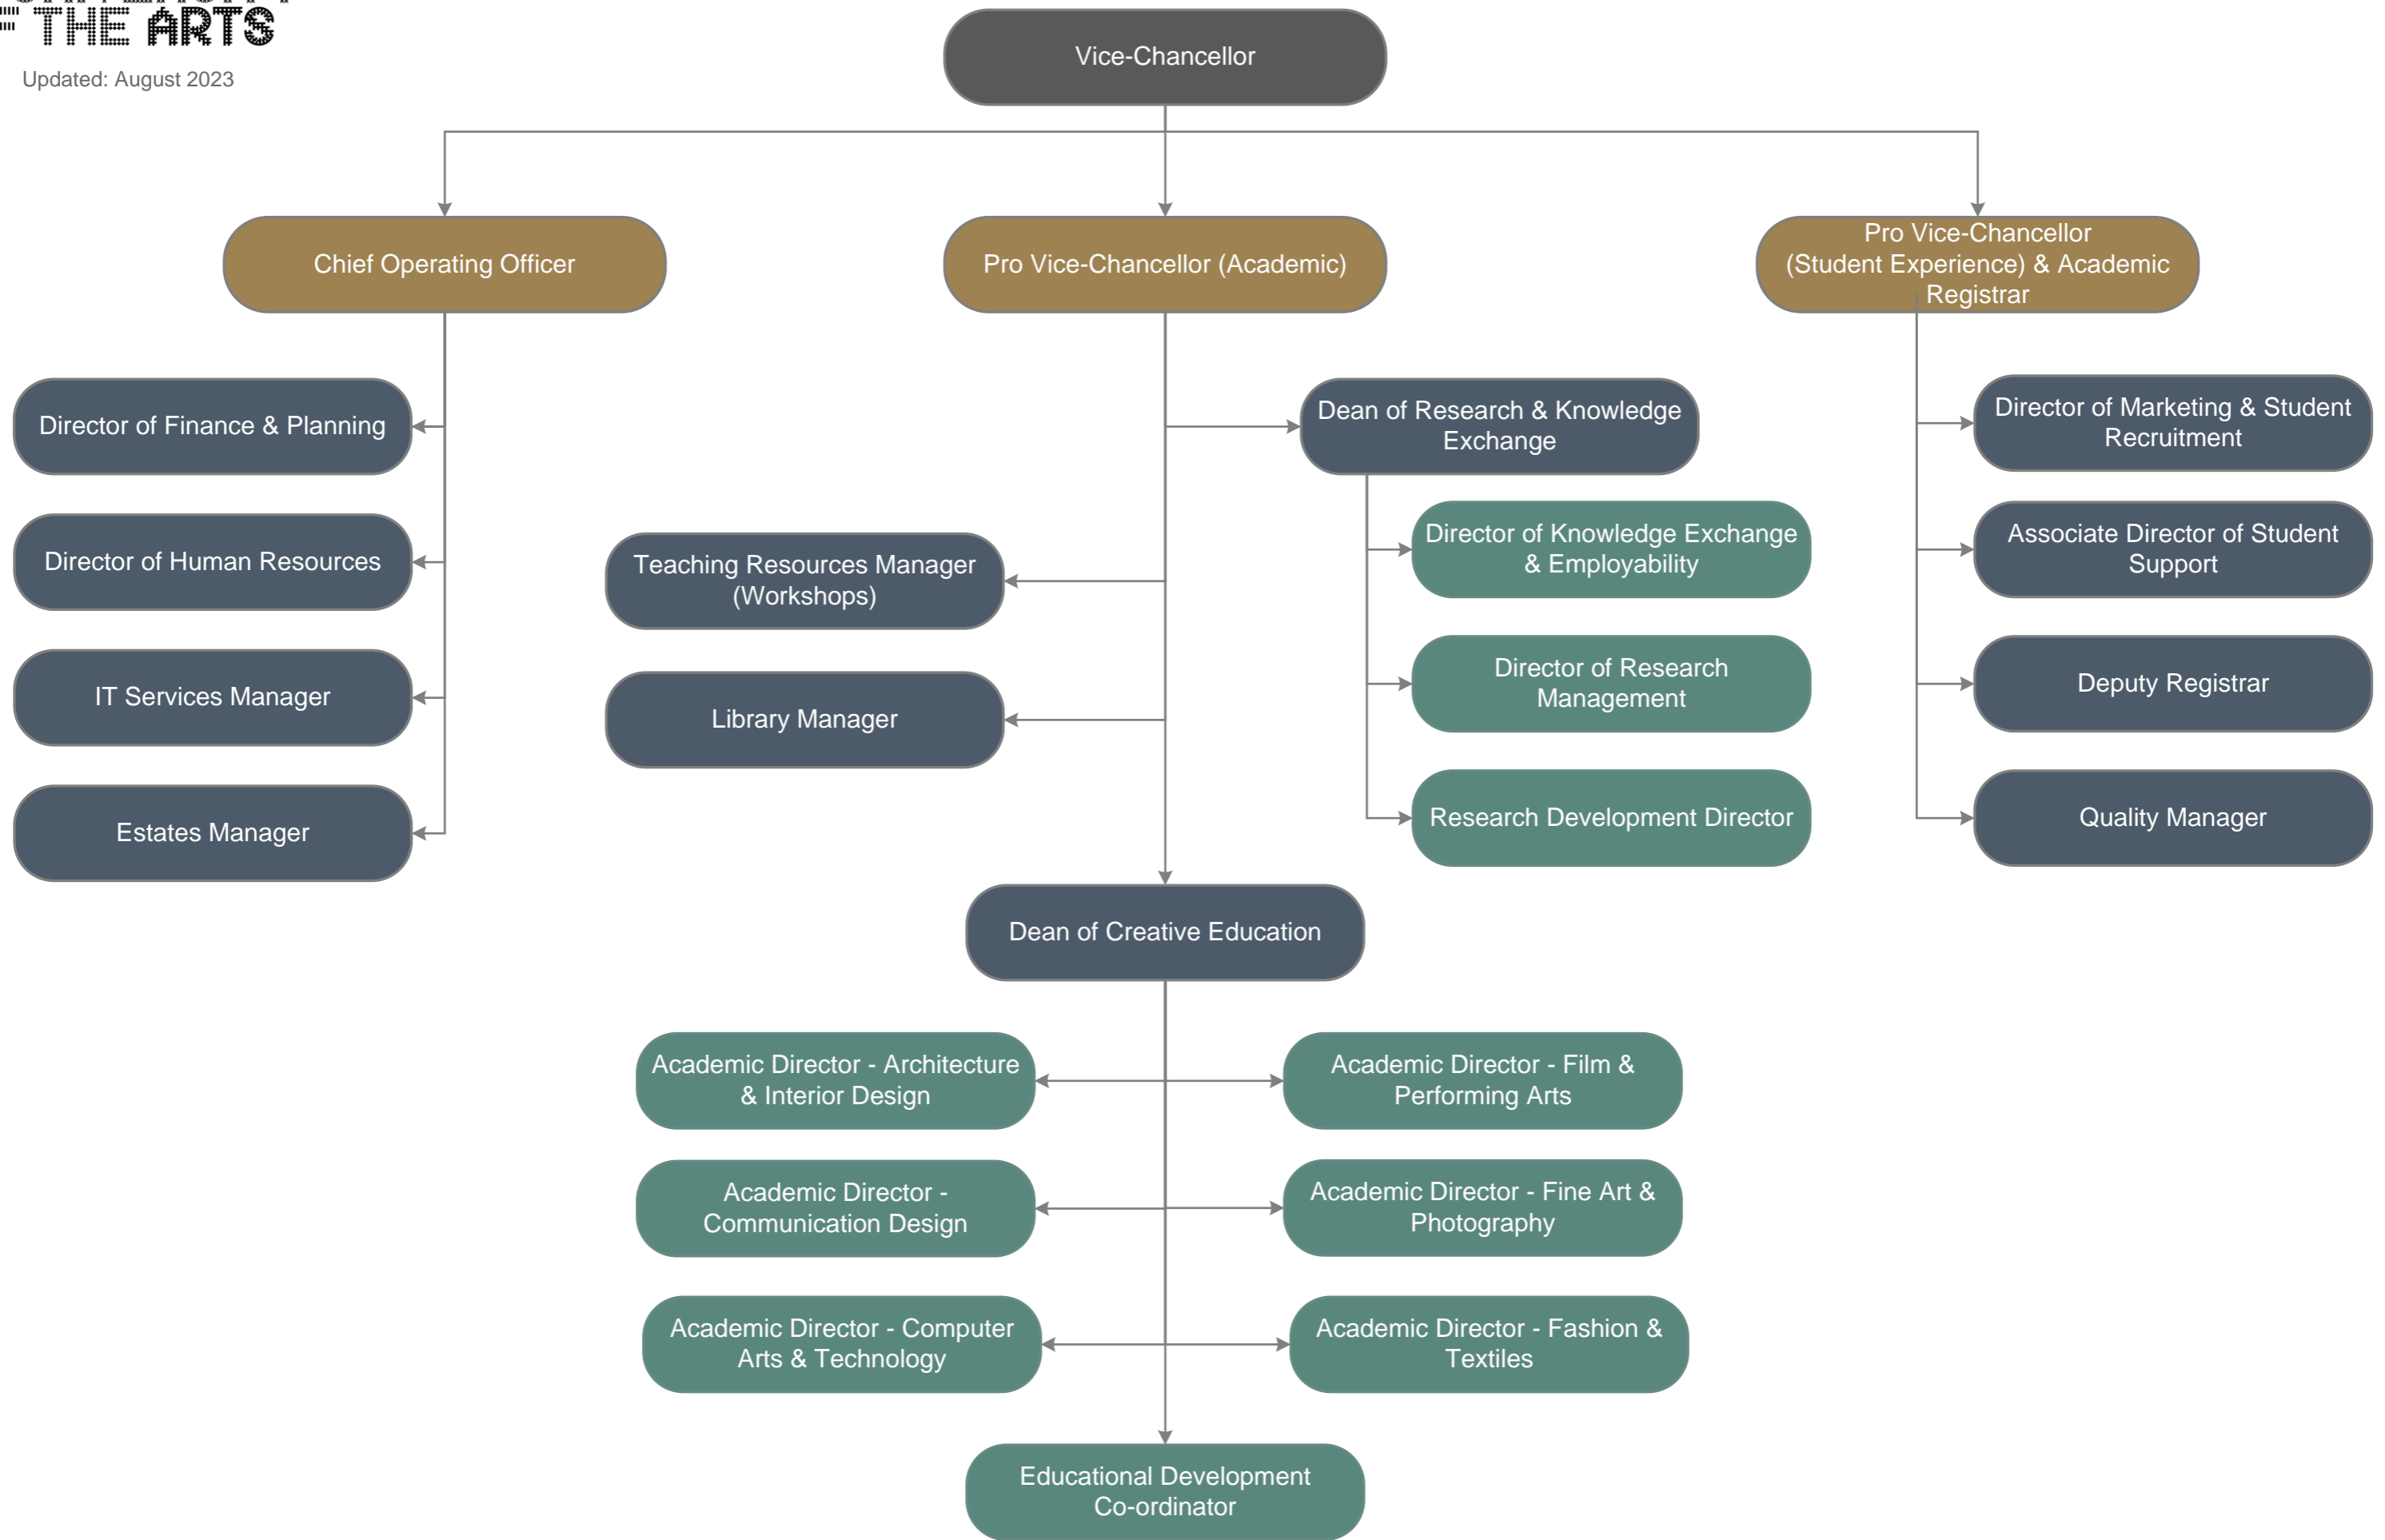 THE ARTS
Updated: August 2023
Vice-Chancellor
Chief Operating Officer
Pro Vice-Chancellor (Academic)
Pro Vice-Chancellor
(Student Experience) & Academic
Registrar
Director of Finance & Planning
Director of Human Resources
IT Services Manager
Estates Manager
Dean of Research & Knowledge
Exchange
Teaching Resources Manager
(Workshops)
Library Manager
Director of Knowledge Exchange
& Employability
Director of Research
Management
Research Development Director
Director of Marketing & Student
Recruitment
Associate Director of Student
Support
Deputy Registrar
Quality Manager
Dean of Creative Education
Academic Director - Architecture
& Interior Design
Academic Director - Film &
Performing Arts
Academic Director -
Communication Design
Academic Director - Fine Art &
Photography
Academic Director - Computer
Arts & Technology
Academic Director - Fashion &
Textiles
Educational Development
Co-ordinator